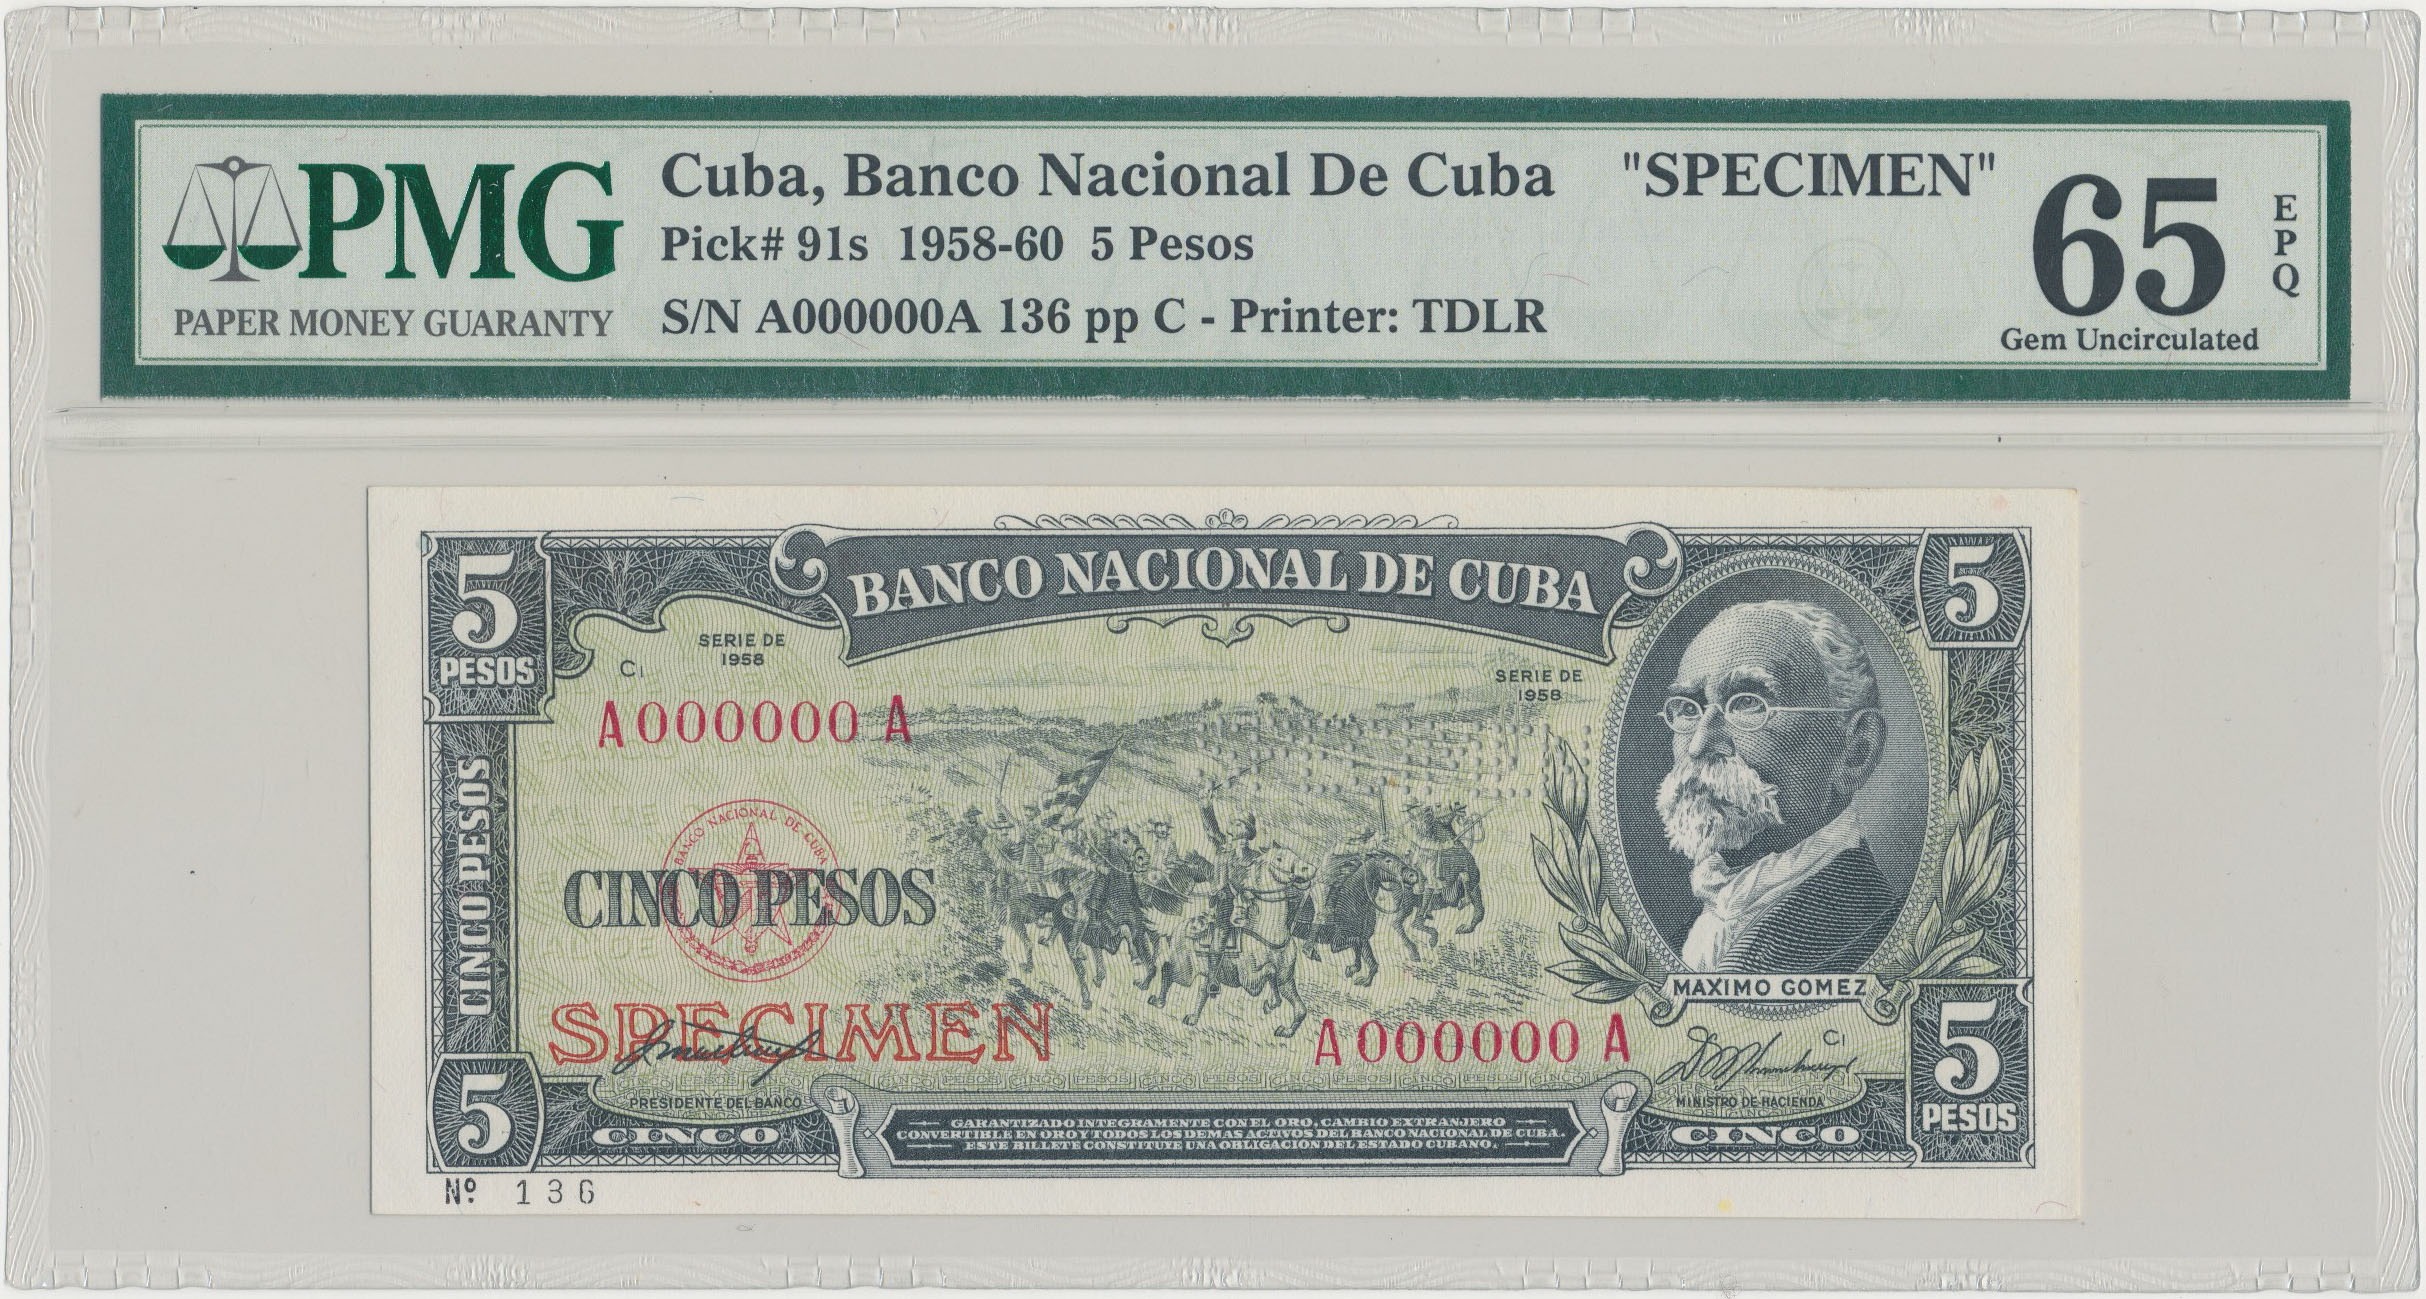 PMG
PAPER MONEY GUARANTY
Cuba, Banco Nacional De Cuba "SPECIMEN"
Pick# 91s 1958-60 5 Pesos
S/N A000000A 136 pp C - Printer: TDLR
65
EPQ
Gem Uncirculated
BANCO NACIONAL DE CUBA
5
PESOS
5
SERIE DE
1958
C1
SERIE DE
1958
A000000A
CINCO PESOS
BANCO NACIONAL DE CUBA
CINCO PESOS
MAXIMO GOMEZ
SPECIMEN
A000000A
C1
5
PESOS
5
PRESIDENTE DEL BANCO
MINISTRO DE HACIENDA
CINCO
CINCO
GARANTIZADO INTEGRAMENTE CON EL ORO, CAMBIO EXTRANJERO
CONVERTIBLE EN ORO Y TODOS LOS DEMAS ACTIVOS DEL BANCO NACIONAL DE CUBA.
ESTE BILLETE CONSTITUYE UNA OBLIGACIÓN DEL ESTADO CUBANO.
Nº. 136